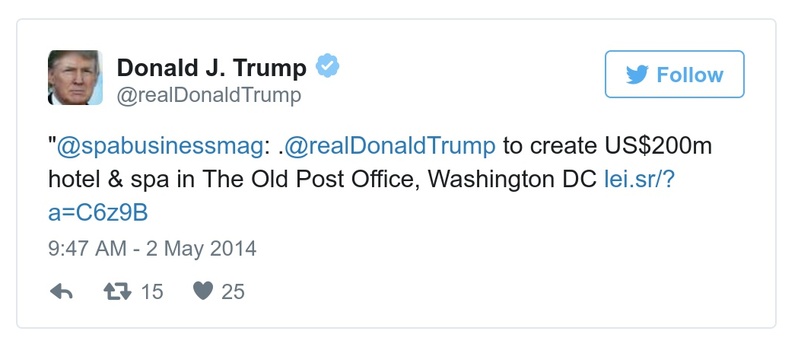 Donald J. Trump
@realDonaldTrump
Follow
"@spabusinessmag: .@realDonaldTrump to create US$200m
hotel & spa in The Old Post Office, Washington DC lei.sr/?
a=C6z9B
9:47 AM - 2 May 2014
15 25